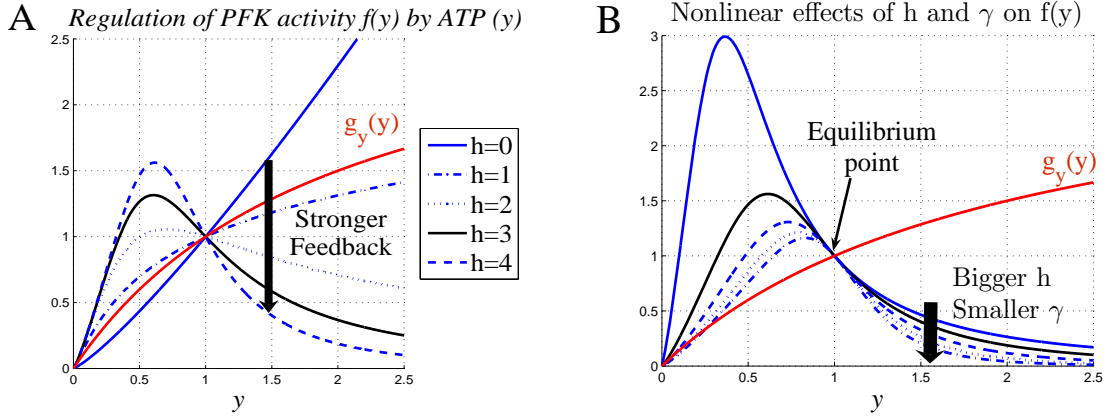 A
Regulation of PFK activity f(y) by ATP (y)
2.5
2
1.5
1
0.5
0
0
0.5
1
1.5
2
2.5
y
g_y(y)
Stronger
Feedback
h=0
h=1
h=2
h=3
h=4
B
Nonlinear effects of h and γ on f(y)
3
2.5
2
1.5
1
0.5
0
0
0.5
1
1.5
2
2.5
y
Equilibrium
point
g_y(y)
Bigger h
Smaller γ